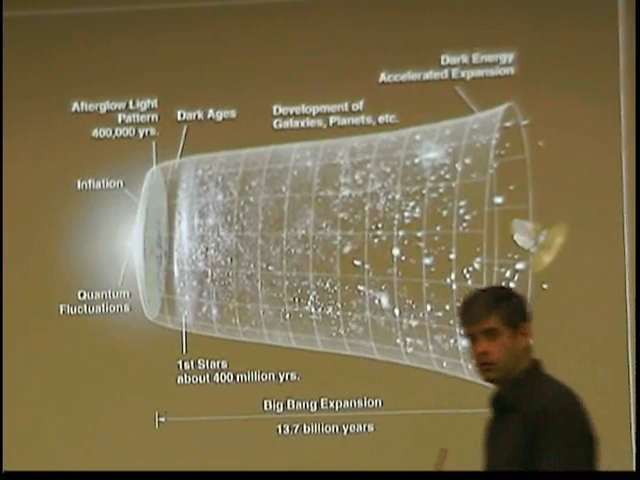 Dark Energy
Accelerated Expansion
Afterglow Light
Pattern
400,000 yrs.
Dark Ages
Development of
Galaxies, Planets, etc.
Inflation
Quantum
Fluctuations
1st Stars
about 400 million yrs.
Big Bang Expansion
13.7 billion years